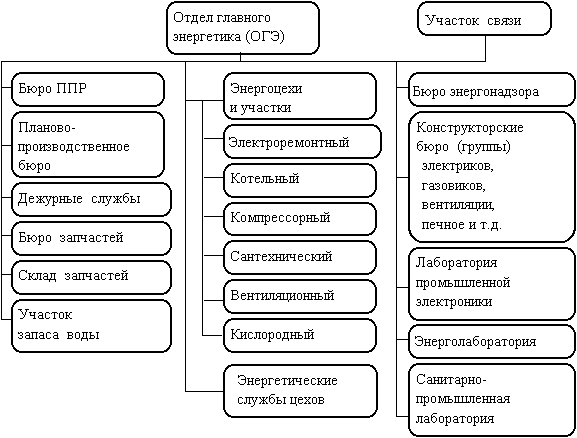 Отдел главного
энергетика (ОГЭ)
Участок связи
Бюро ППР
Планово-
производственное
бюро
Дежурные службы
Бюро запчастей
Склад запчастей
Участок
запаса воды
Энергоцехи
и участки
Электроремонтный
Котельный
Компрессорный
Сантехнический
Вентиляционный
Кислородный
Энергетические
службы цехов
Бюро энергонадзора
Конструкторские
бюро (группы)
электриков,
газовиков,
вентиляции,
печное и т.д.
Лаборатория
промышленной
электроники
Энерголаборатория
Санитарно-
промышленная
лаборатория